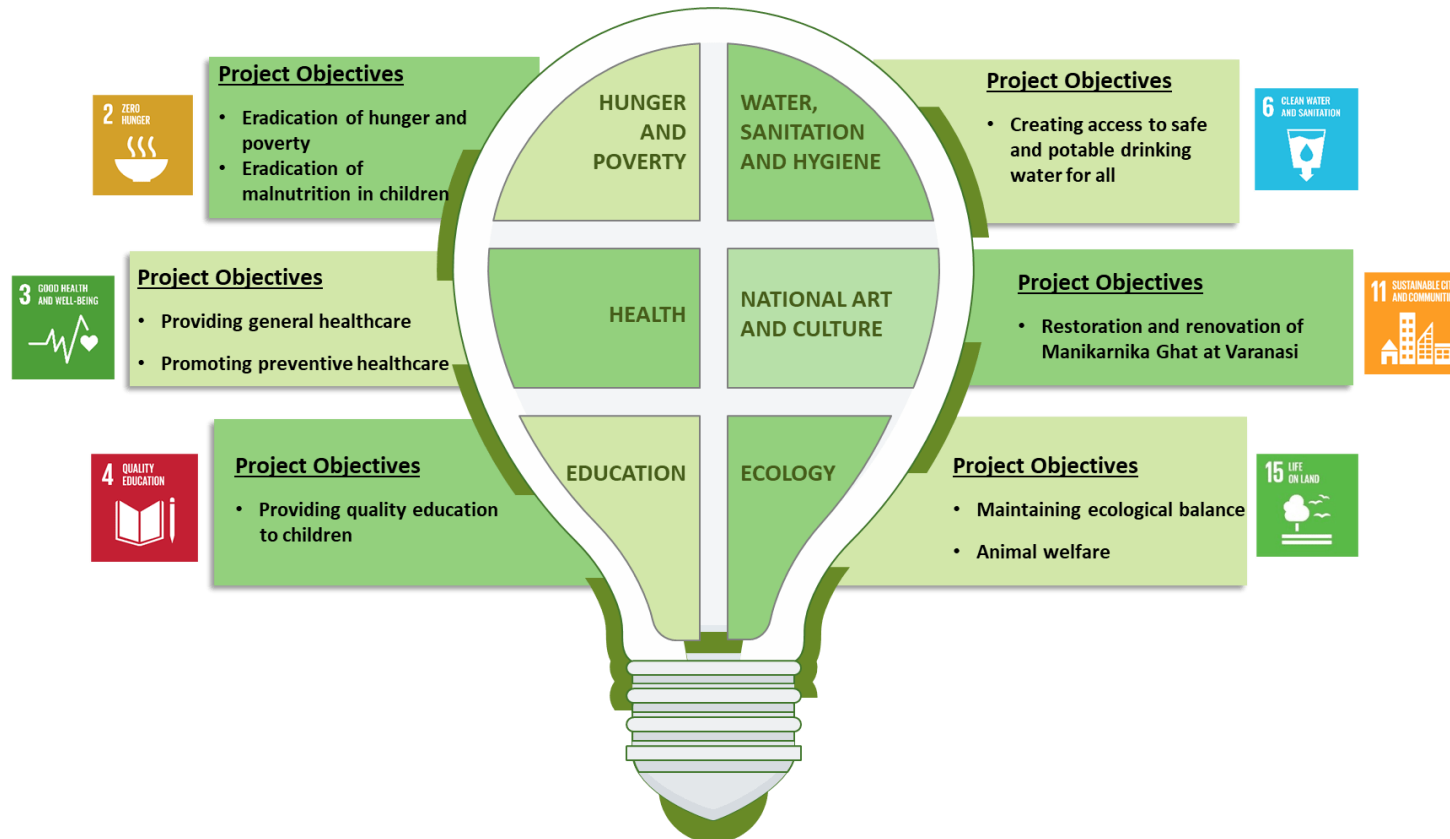 Project Objectives
• Eradication of hunger and
poverty
• Eradication of
malnutrition in children
2 ZERO
HUNGER
HUNGER
AND
POVERTY
WATER,
SANITATION
AND HYGIENE
Project Objectives
• Creating access to safe
and potable drinking
water for all
6 CLEAN WATER
AND SANITATION
3 GOOD HEALTH
AND WELL-BEING
Project Objectives
• Providing general healthcare
• Promoting preventive healthcare
HEALTH
NATIONAL ART
AND CULTURE
Project Objectives
• Restoration and renovation of
Manikarnika Ghat at Varanasi
11 SUSTAINABLE CIT
AND COMMUNITI
4 QUALITY
EDUCATION
Project Objectives
• Providing quality education
to children
EDUCATION
ECOLOGY
Project Objectives
• Maintaining ecological balance
• Animal welfare
15 LIFE
ON LAND